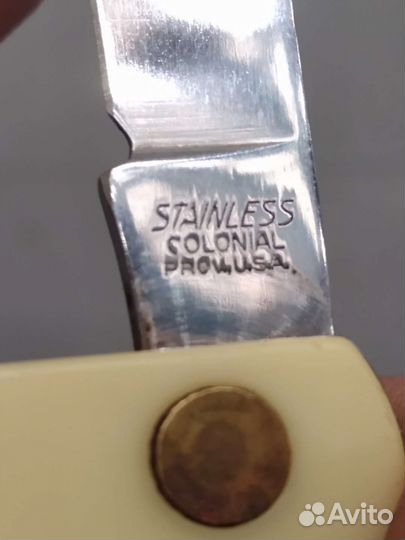 STAINLESS
COLONIAL
PROV., U.S.A.
Avito